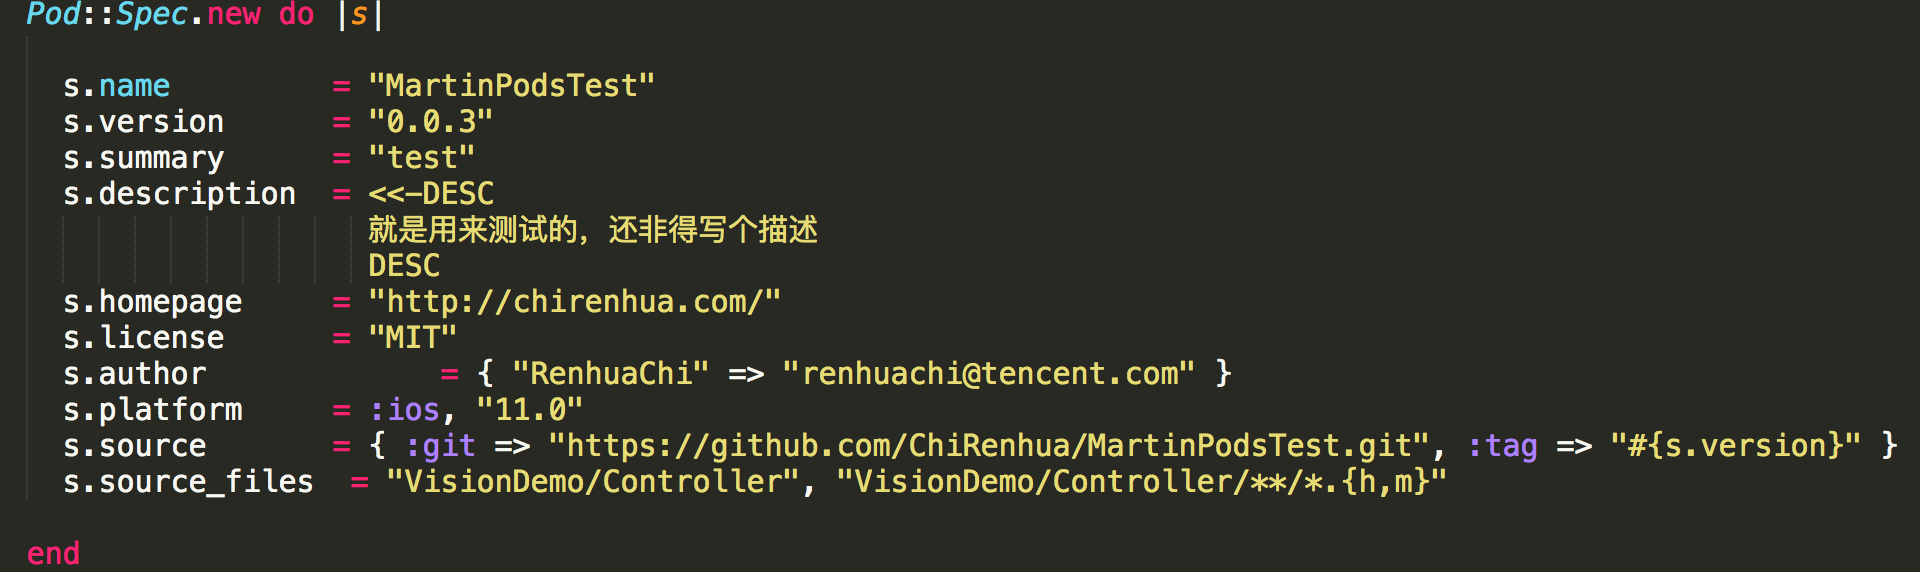 Pod::Spec.new do |s|
s.name = "MartinPodsTest"
s.version = "0.0.3"
s.summary = "test"
s.description = <<-DESC
就是用来测试的，还非得写个描述
DESC
s.homepage = "http://chirenhua.com/"
s.license = "MIT"
s.author = { "RenhuaChi" => "renhuachi@tencent.com" }
s.platform = :ios, "11.0"
s.source = { :git => "https://github.com/ChiRenhua/MartinPodsTest.git", :tag => "#{s.version}" }
s.source_files = "VisionDemo/Controller", "VisionDemo/Controller/**/*.{h,m}"
end